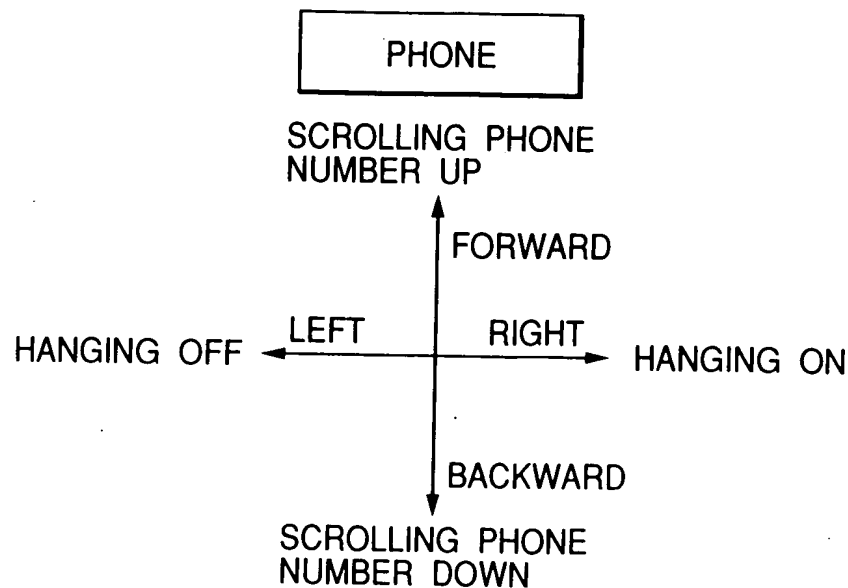 PHONE
SCROLLING PHONE
NUMBER UP
FORWARD
LEFT
RIGHT
HANGING OFF
HANGING ON
BACKWARD
SCROLLING PHONE
NUMBER DOWN